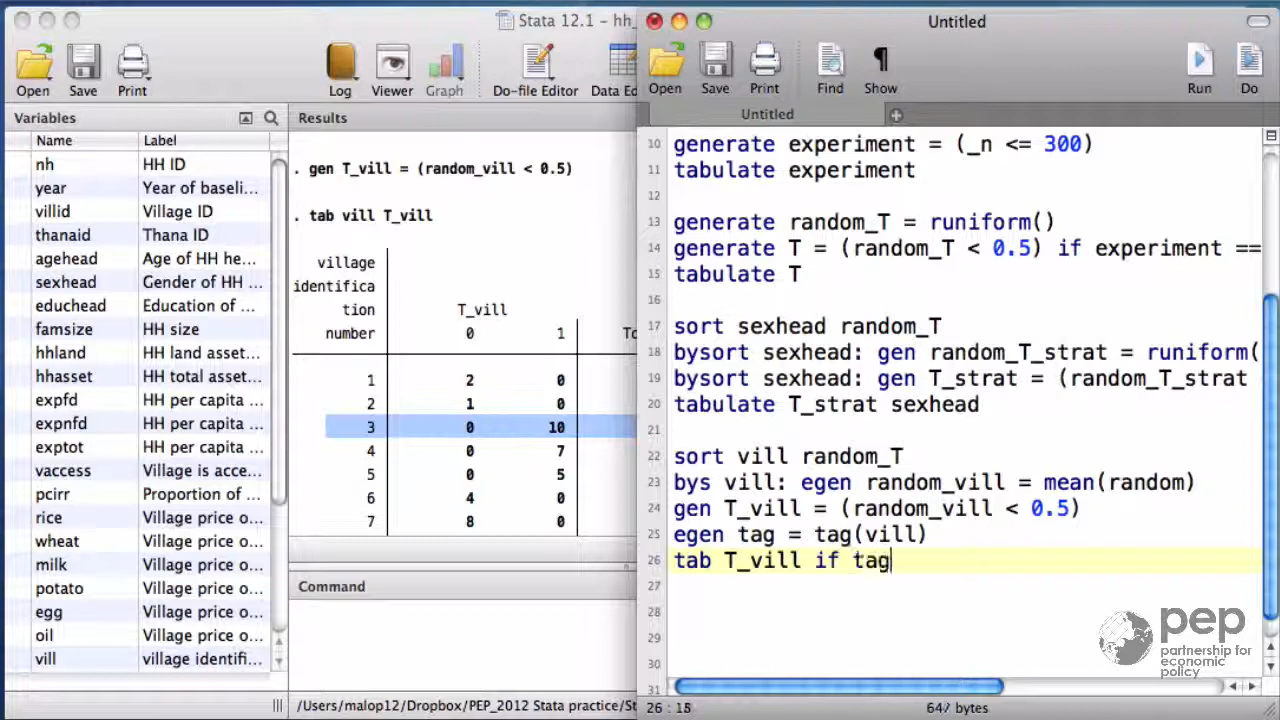 Stata 12.1 – hh_
Open
Save
Print
Log
Viewer
Graph
Do-file Editor
Data Ed
Variables
Name Label
nh HH ID
year Year of baseli...
villid Village ID
thanaid Thana ID
agehead Age of HH he...
sexhead Gender of HH ...
educhead Education of ...
famsize HH size
hhland HH land asset...
hhasset HH total asset...
expfd HH per capita ...
expnfd HH per capita ...
exptot HH per capita ...
vaccess Village is acce...
pcirr Proportion of ...
rice Village price o...
wheat Village price o...
milk Village price o...
potato Village price o...
egg Village price o...
oil Village price o...
vill village identifi...
Results
. gen T_vill = (random_vill < 0.5)
. tab vill T_vill
village
identifica
tion T_vill
number 0 1 To
1 2 0
2 1 0
3 0 10
4 0 7
5 0 5
6 4 0
7 8 0
Command
/Users/malop12/Dropbox/PEP_2012 Stata practice/St
Untitled
Open
Save
Print
Find
Show
Run
Do
Untitled
10 generate experiment = (_n <= 300)
11 tabulate experiment
12
13 generate random_T = runiform()
14 generate T = (random_T < 0.5) if experiment ==
15 tabulate T
16
17 sort sexhead random_T
18 bysort sexhead: gen random_T_strat = runiform(
19 bysort sexhead: gen T_strat = (random_T_strat
20 tabulate T_strat sexhead
21
22 sort vill random_T
23 bys vill: egen random_vill = mean(random)
24 gen T_vill = (random_vill < 0.5)
25 egen tag = tag(vill)
26 tab T_vill if tag
27
28
29
30
31
26 : 18
647 bytes
pep
partnership for
economic
policy